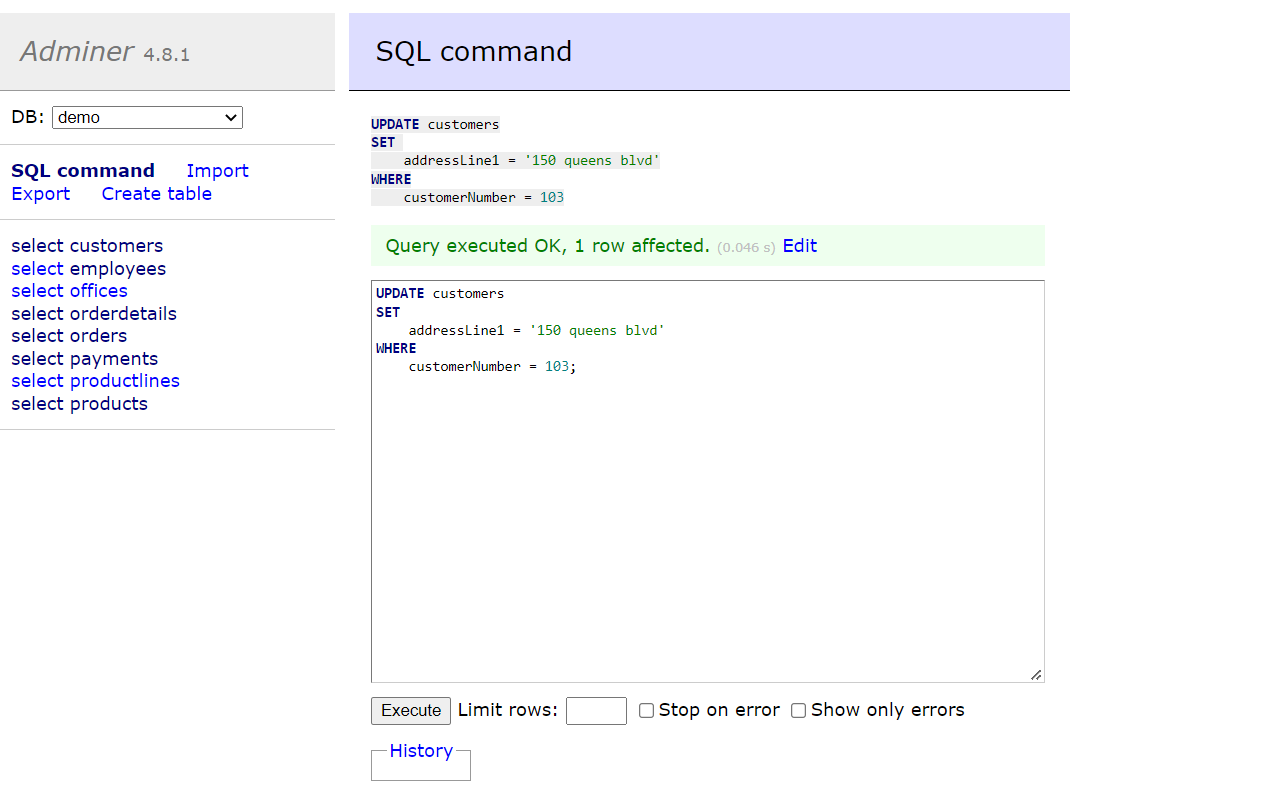 Adminer 4.8.1
DB: demo
SQL command Import
Export Create table
select customers
select employees
select offices
select orderdetails
select orders
select payments
select productlines
select products
SQL command
UPDATE customers
SET
addressLine1 = '150 queens blvd'
WHERE
customerNumber = 103
Query executed OK, 1 row affected. (0.046 s) Edit
UPDATE customers
SET
addressLine1 = '150 queens blvd'
WHERE
customerNumber = 103;
Execute Limit rows: Stop on error Show only errors
History